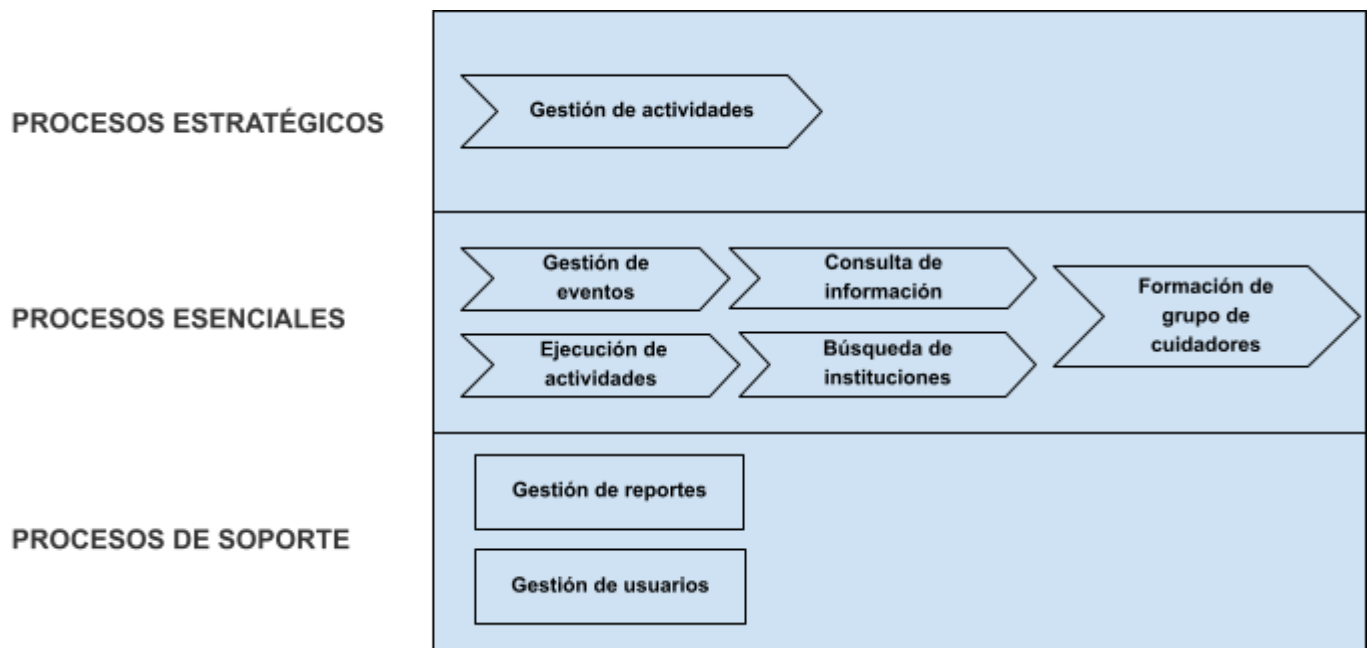 PROCESOS ESTRATÉGICOS
Gestión de actividades
PROCESOS ESENCIALES
Gestión de
eventos
Consulta de
información
Ejecución de
actividades
Búsqueda de
instituciones
Formación de
grupo de
cuidadores
PROCESOS DE SOPORTE
Gestión de reportes
Gestión de usuarios